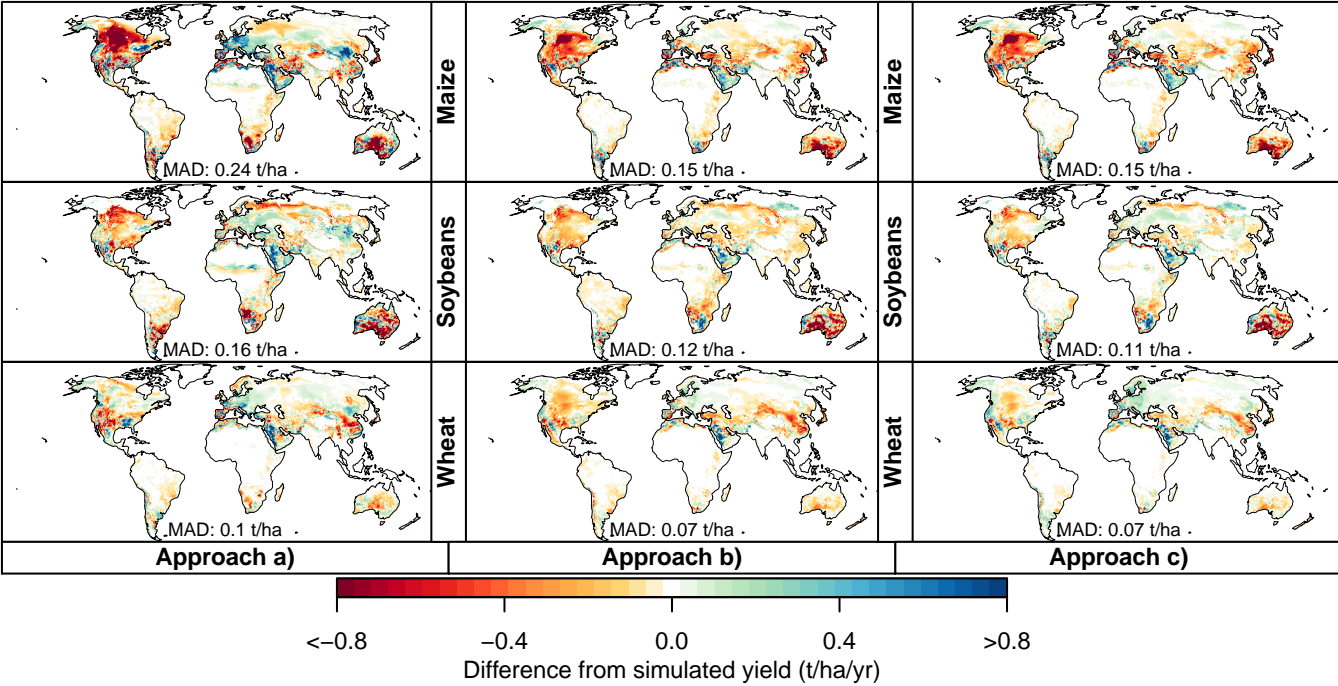 Maize
Maize
MAD: 0.24 t/ha
MAD: 0.15 t/ha
MAD: 0.15 t/ha
Soybeans
Soybeans
MAD: 0.16 t/ha
MAD: 0.12 t/ha
MAD: 0.11 t/ha
Wheat
Wheat
MAD: 0.1 t/ha
MAD: 0.07 t/ha
MAD: 0.07 t/ha
Approach a)
Approach b)
Approach c)
<−0.8
−0.4
0.0
0.4
>0.8
Difference from simulated yield (t/ha/yr)